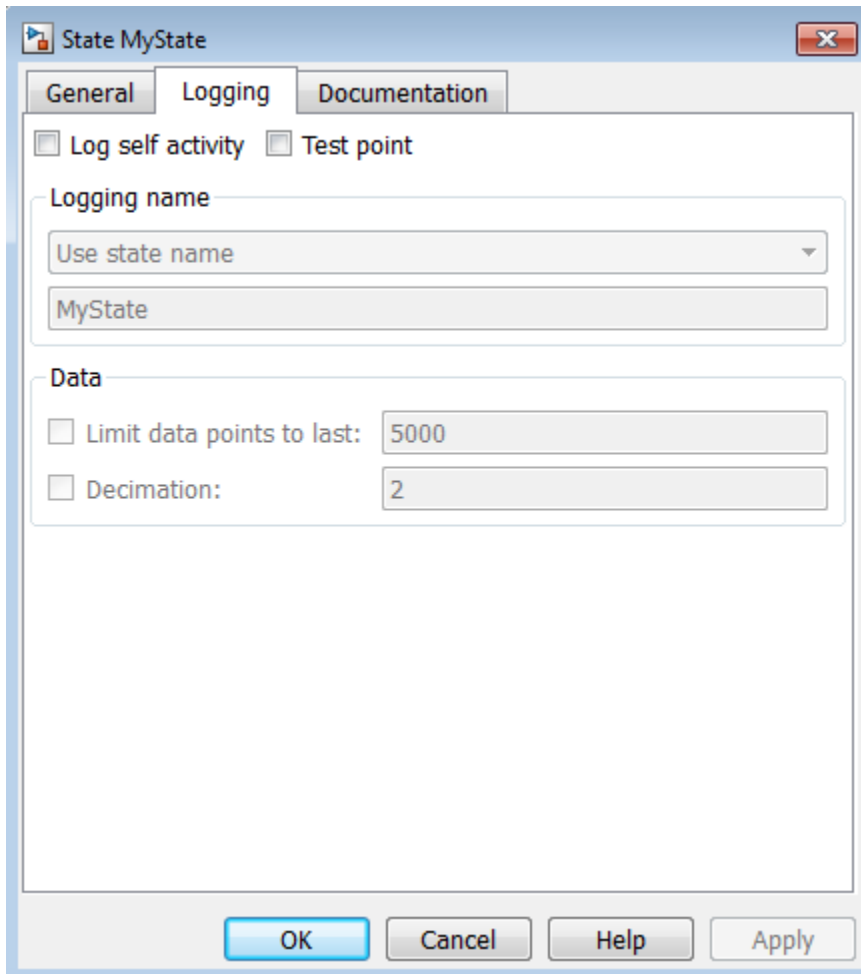 State MyState
General Logging Documentation
Log self activity Test point
Logging name
Use state name
MyState
Data
Limit data points to last: 5000
Decimation: 2
OK Cancel Help Apply